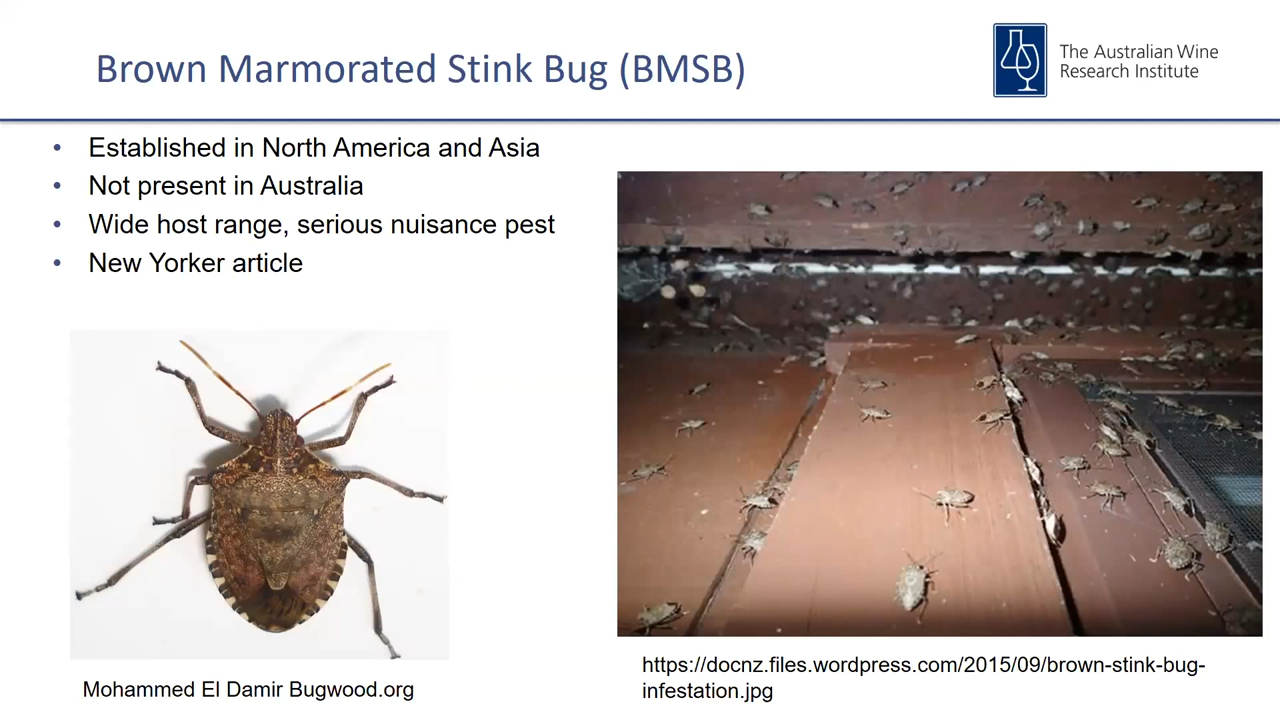 Brown Marmorated Stink Bug (BMSB)
The Australian Wine
Research Institute
• Established in North America and Asia
• Not present in Australia
• Wide host range, serious nuisance pest
• New Yorker article
Mohammed El Damir Bugwood.org
https://docnz.files.wordpress.com/2015/09/brown-stink-bug-
infestation.jpg